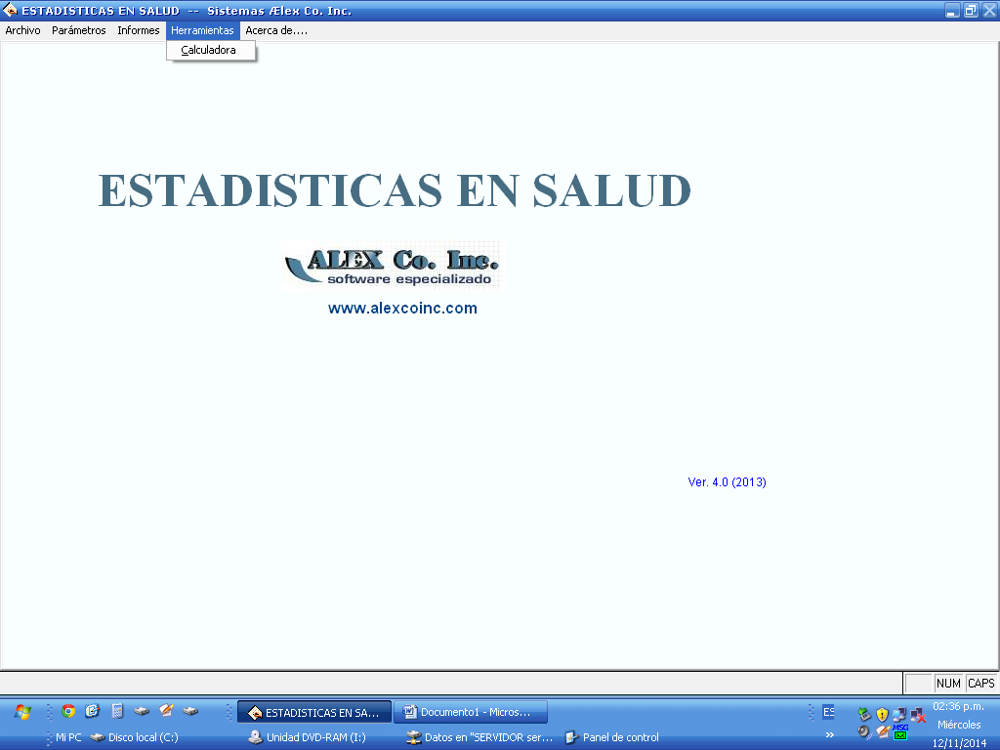 ESTADISTICAS EN SALUD -- Sistemas Ælex Co. Inc.
Archivo Parámetros Informes Herramientas Acerca de....
Calculadora
ESTADISTICAS EN SALUD
ALEX Co. Inc.
software especializado
www.alexcoinc.com
Ver. 4.0 (2013)
NUM CAPS
ESTADISTICAS EN SA... Documento1 - Micros... ES 02:36 p.m.
Miércoles
MSG
Mi PC Disco local (C:) Unidad DVD-RAM (I:) Datos en "SERVIDOR ser... Panel de control »
12/11/2014